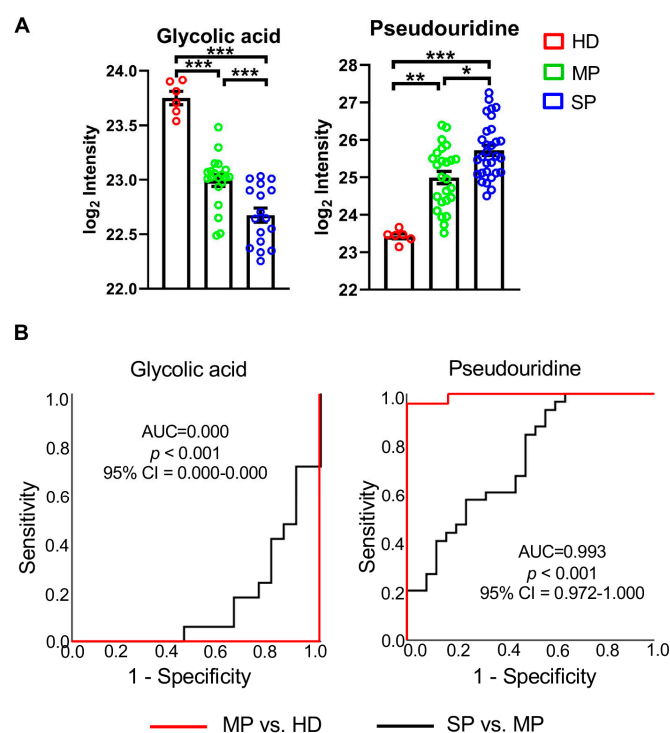 A
Glycolic acid
***
***
***
log2 Intensity
24.0
23.5
23.0
22.5
22.0
Pseudouridine
***
**
*
log2 Intensity
28
27
26
25
24
23
22
HD
MP
SP
B
Glycolic acid
AUC=0.000
p < 0.001
95% CI = 0.000-0.000
Sensitivity
1.0
0.8
0.6
0.4
0.2
0.0
0.0 0.2 0.4 0.6 0.8 1.0
1 - Specificity
Pseudouridine
AUC=0.993
p < 0.001
95% CI = 0.972-1.000
1.0
0.8
0.6
0.4
0.2
0.0
Sensitivity
0.0 0.2 0.4 0.6 0.8 1.0
1 - Specificity
MP vs. HD
SP vs. MP